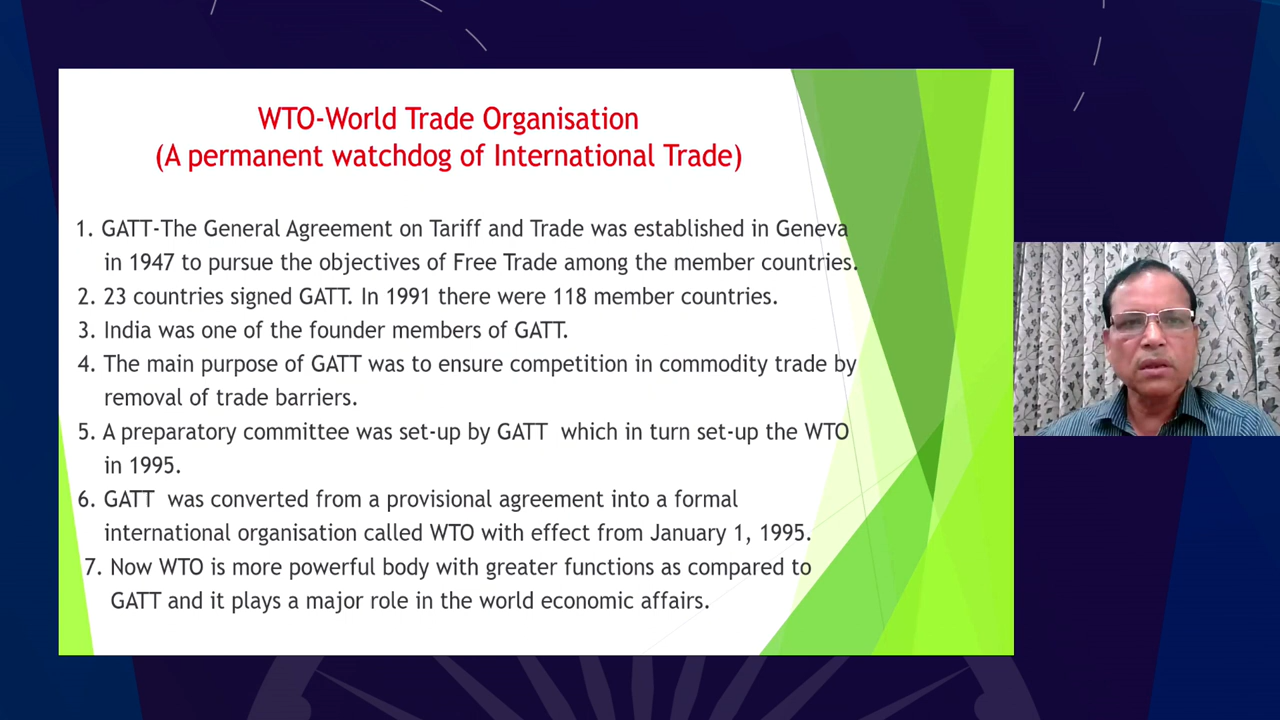 WTO-World Trade Organisation
(A permanent watchdog of International Trade)
1. GATT-The General Agreement on Tariff and Trade was established in Geneva
in 1947 to pursue the objectives of Free Trade among the member countries.
2. 23 countries signed GATT. In 1991 there were 118 member countries.
3. India was one of the founder members of GATT.
4. The main purpose of GATT was to ensure competition in commodity trade by
removal of trade barriers.
5. A preparatory committee was set-up by GATT which in turn set-up the WTO
in 1995.
6. GATT was converted from a provisional agreement into a formal
international organisation called WTO with effect from January 1, 1995.
7. Now WTO is more powerful body with greater functions as compared to
GATT and it plays a major role in the world economic affairs.